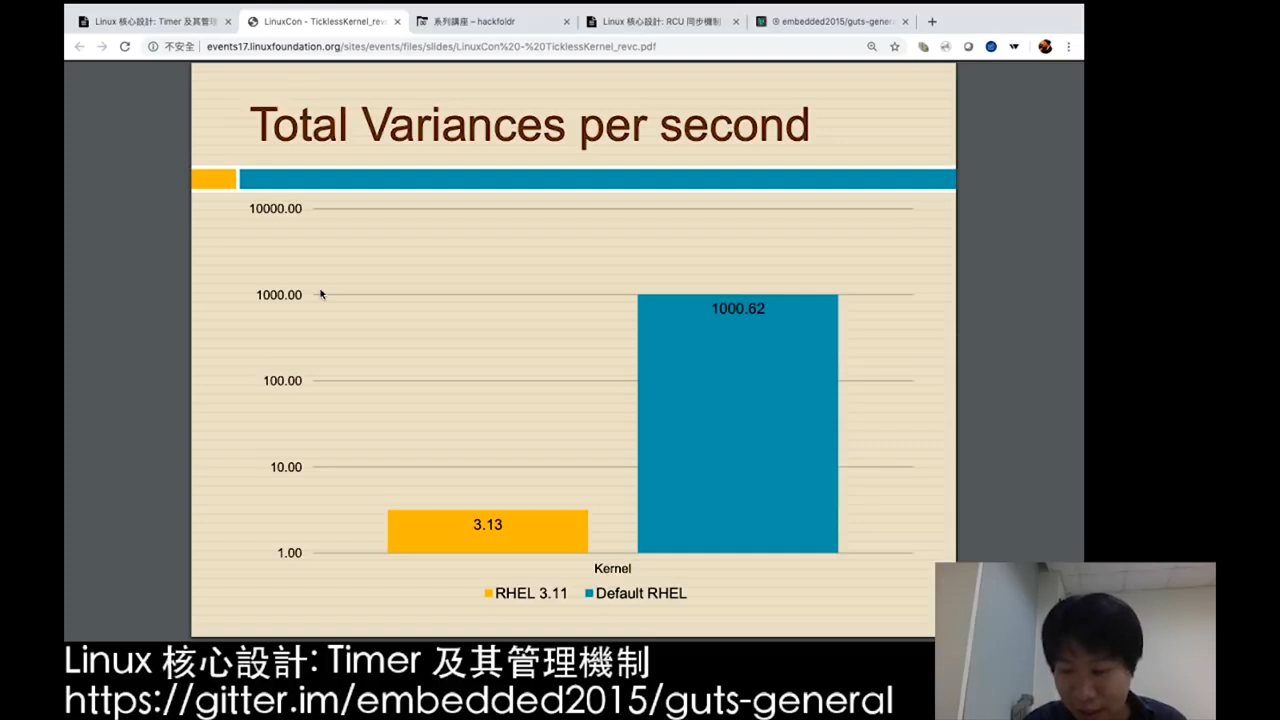 Linux 核心設計: Timer 及其管理
LinuxCon - TicklessKernel_revc
系列講座 – hackfoldr
Linux 核心設計: RCU 同步機制
embedded2015/guts-gener
不安全
events17.linuxfoundation.org/sites/events/files/slides/LinuxCon%20-%20TicklessKernel_revc.pdf
Total Variances per second
10000.00
1000.00
1000.62
100.00
10.00
3.13
1.00
Kernel
RHEL 3.11
Default RHEL
Linux 核心設計: Timer 及其管理機制
https://gitter.im/embedded2015/guts-general